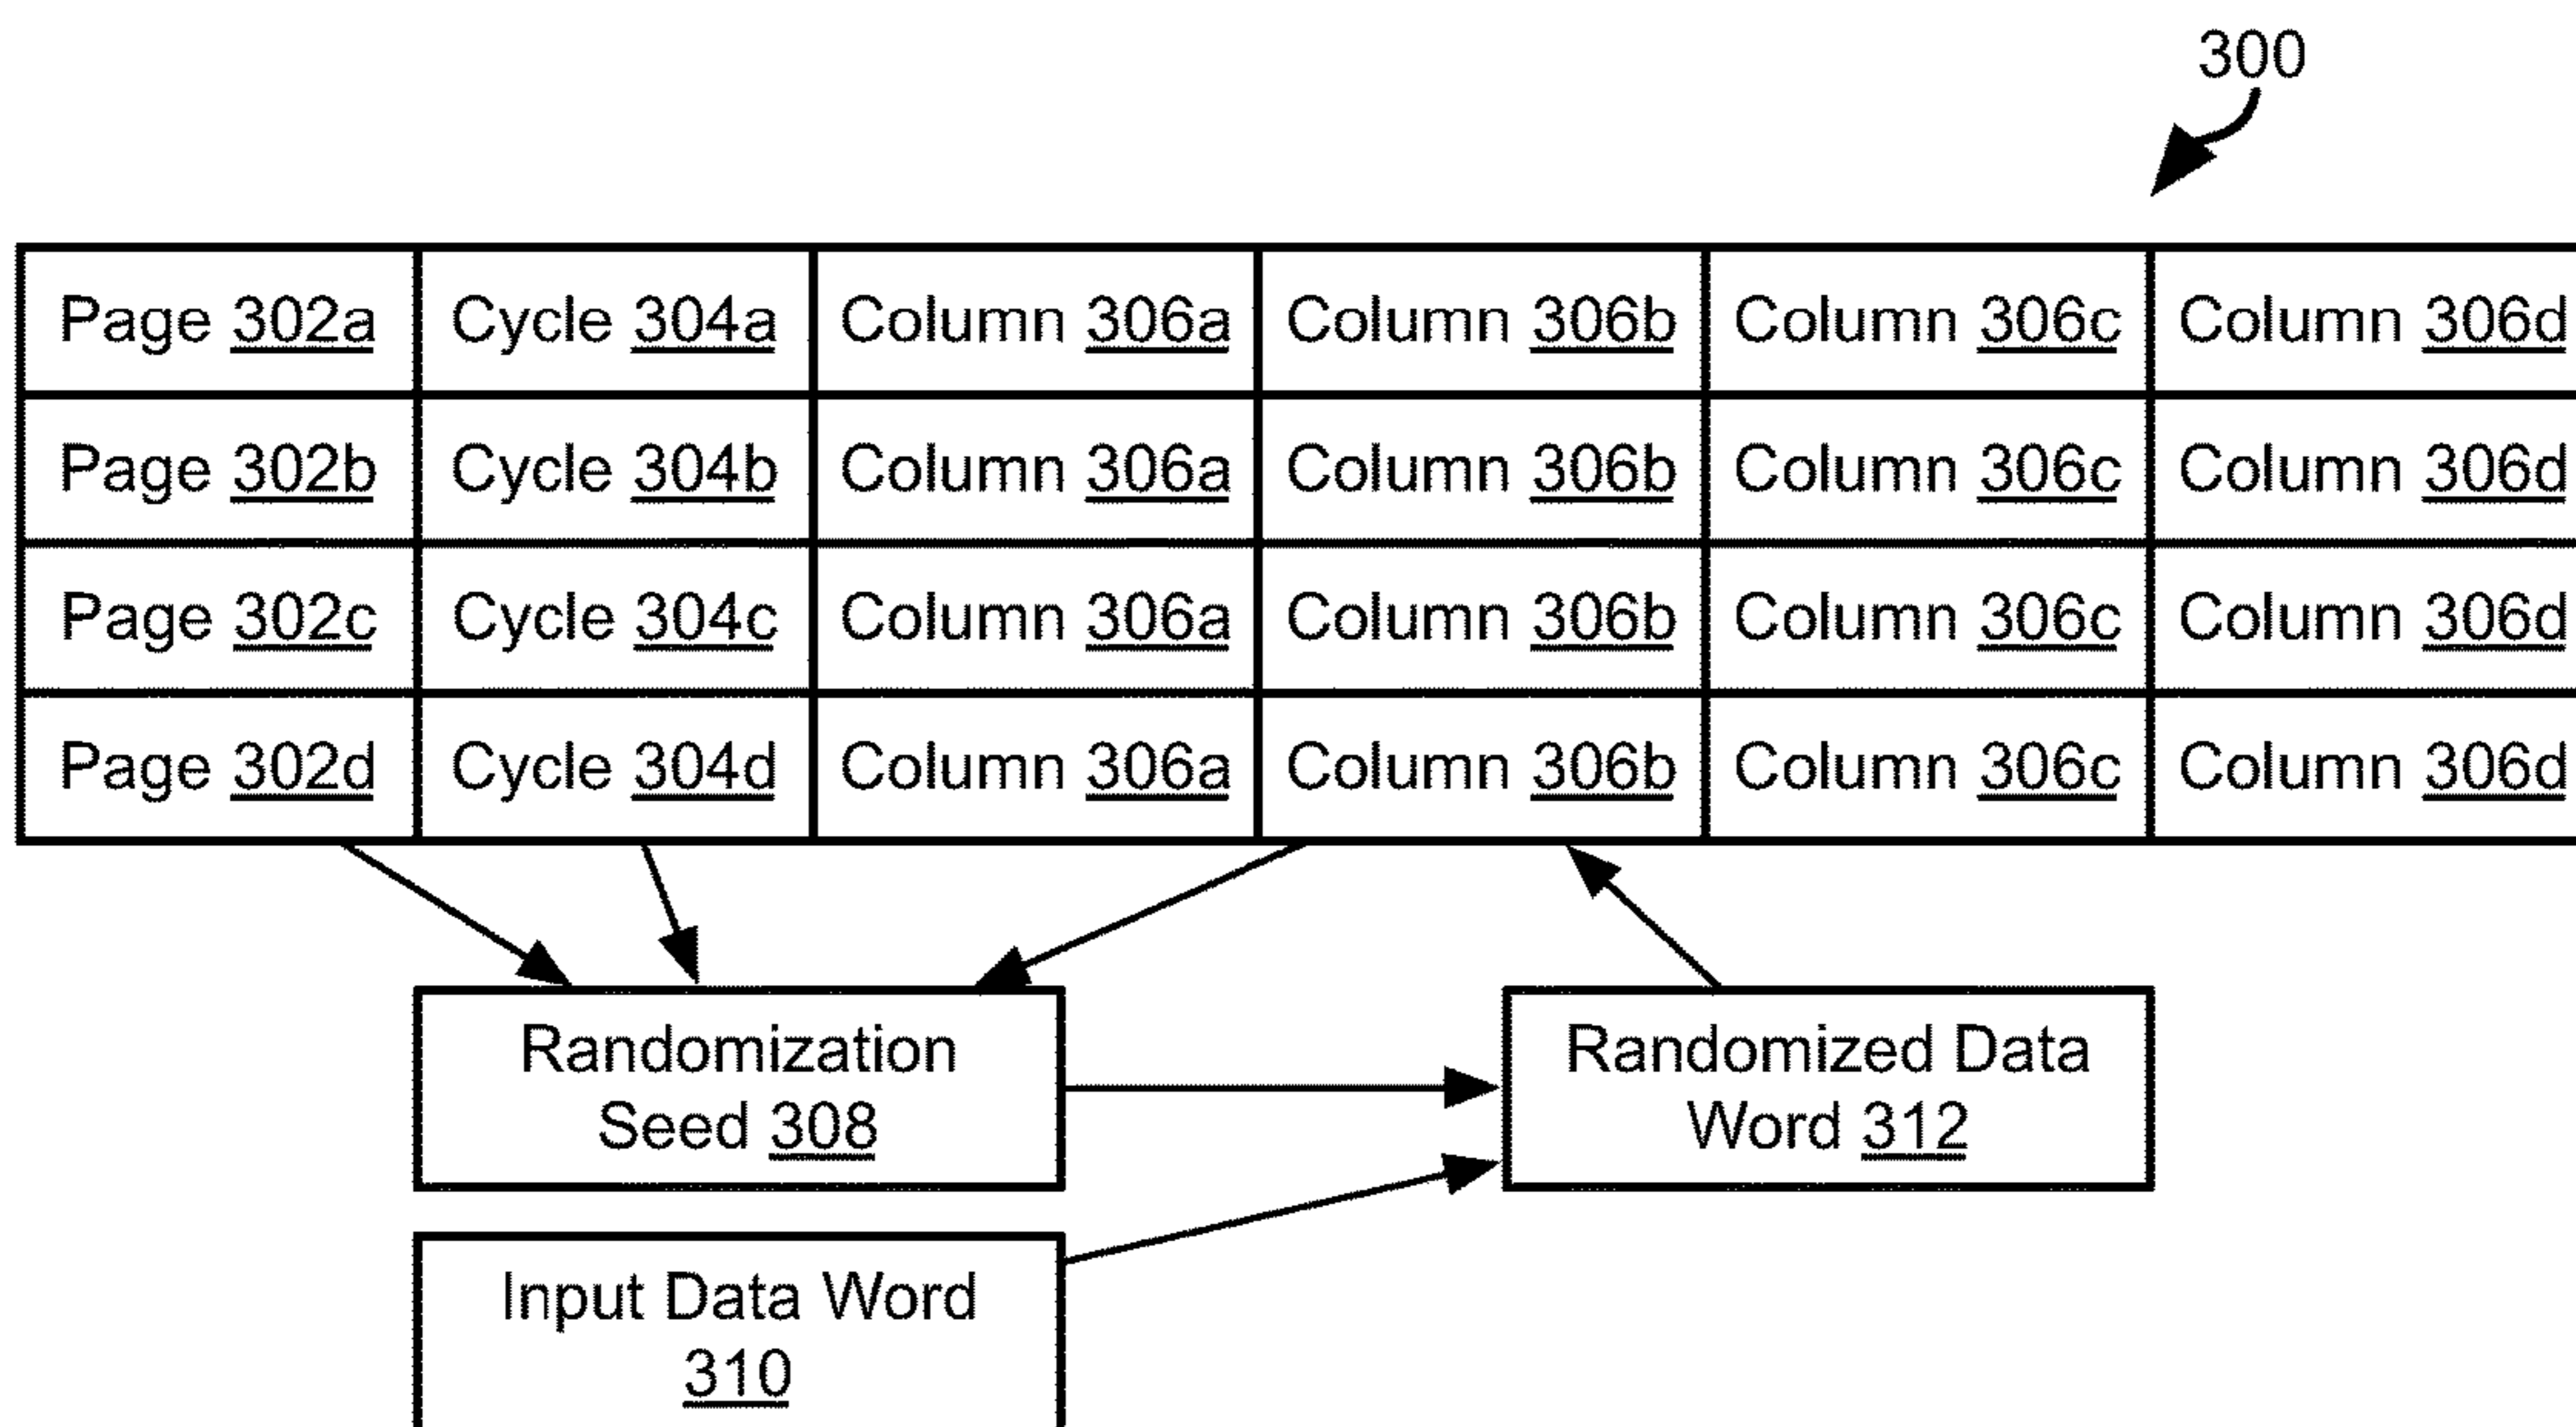 300
Page 302a Cycle 304a Column 306a Column 306b Column 306c Column 306d
Page 302b Cycle 304b Column 306a Column 306b Column 306c Column 306d
Page 302c Cycle 304c Column 306a Column 306b Column 306c Column 306d
Page 302d Cycle 304d Column 306a Column 306b Column 306c Column 306d
Randomization
Seed 308
Randomized Data
Word 312
Input Data Word
310